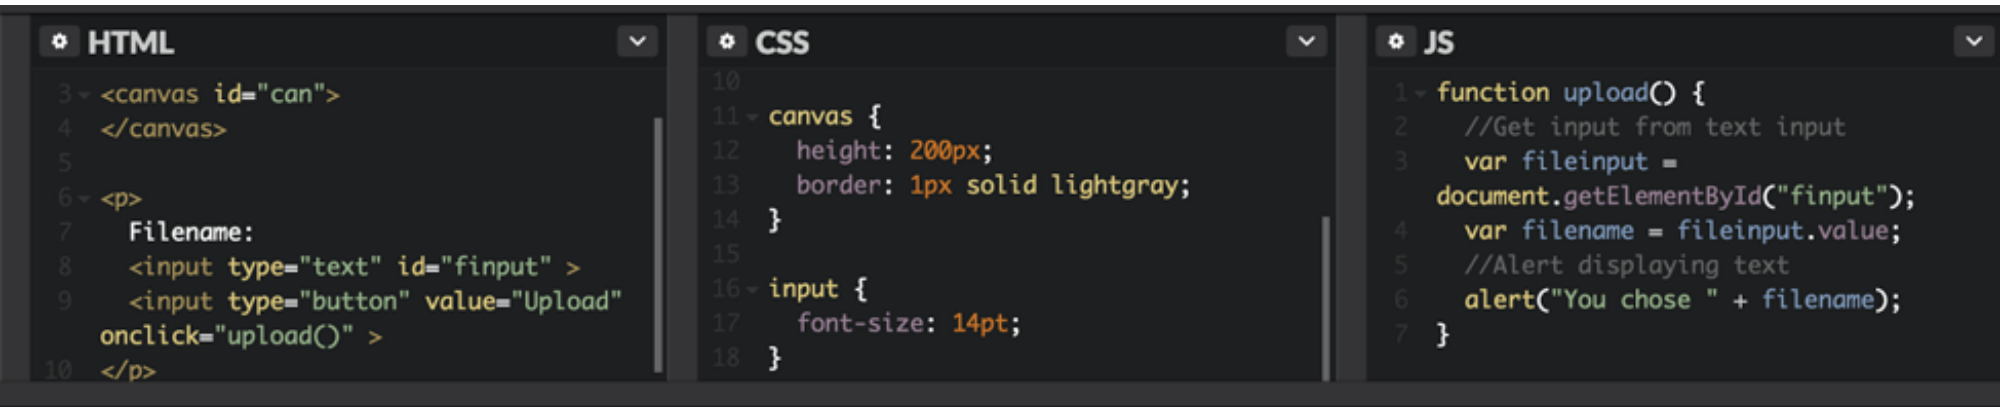 HTML
3 <canvas id="can">
4 </canvas>
5
6 <p>
7 Filename:
8 <input type="text" id="finput" >
9 <input type="button" value="Upload"
onclick="upload()" >
10 </p>
CSS
10
11 canvas {
12 height: 200px;
13 border: 1px solid lightgray;
14 }
15
16 input {
17 font-size: 14pt;
18 }
JS
1 function upload() {
2 //Get input from text input
3 var fileinput =
document.getElementById("finput");
4 var filename = fileinput.value;
5 //Alert displaying text
6 alert("You chose " + filename);
7 }